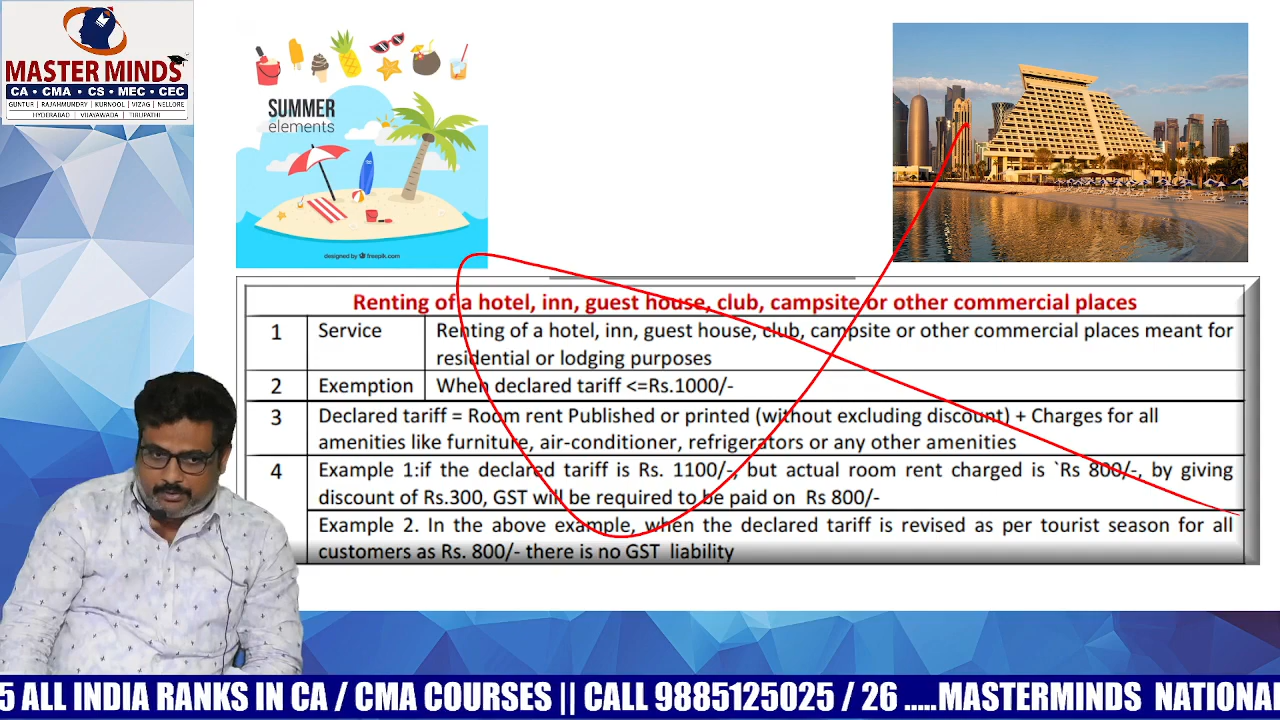 MASTER MINDS
CA • CMA • CS • MEC • CEC
GUNTUR | RAJAHMUNDRY | KURNOOL | VIZAG | NELLORE
HYDERABAD | VIJAYAWADA | TIRUPATHI
SUMMER
elements
designed by freepik.com
Renting of a hotel, inn, guest house, club, campsite or other commercial places
1 Service Renting of a hotel, inn, guest house, club, campsite or other commercial places meant for
residential or lodging purposes
2 Exemption When declared tariff <=Rs.1000/-
3 Declared tariff = Room rent Published or printed (without excluding discount) + Charges for all
amenities like furniture, air-conditioner, refrigerators or any other amenities
4 Example 1:if the declared tariff is Rs. 1100/-, but actual room rent charged is `Rs 800/-, by giving
discount of Rs.300, GST will be required to be paid on Rs 800/-
Example 2. In the above example, when the declared tariff is revised as per tourist season for all
customers as Rs. 800/- there is no GST liability
5 ALL INDIA RANKS IN CA / CMA COURSES || CALL 9885125025 / 26 .....MASTERMINDS NATIONAL